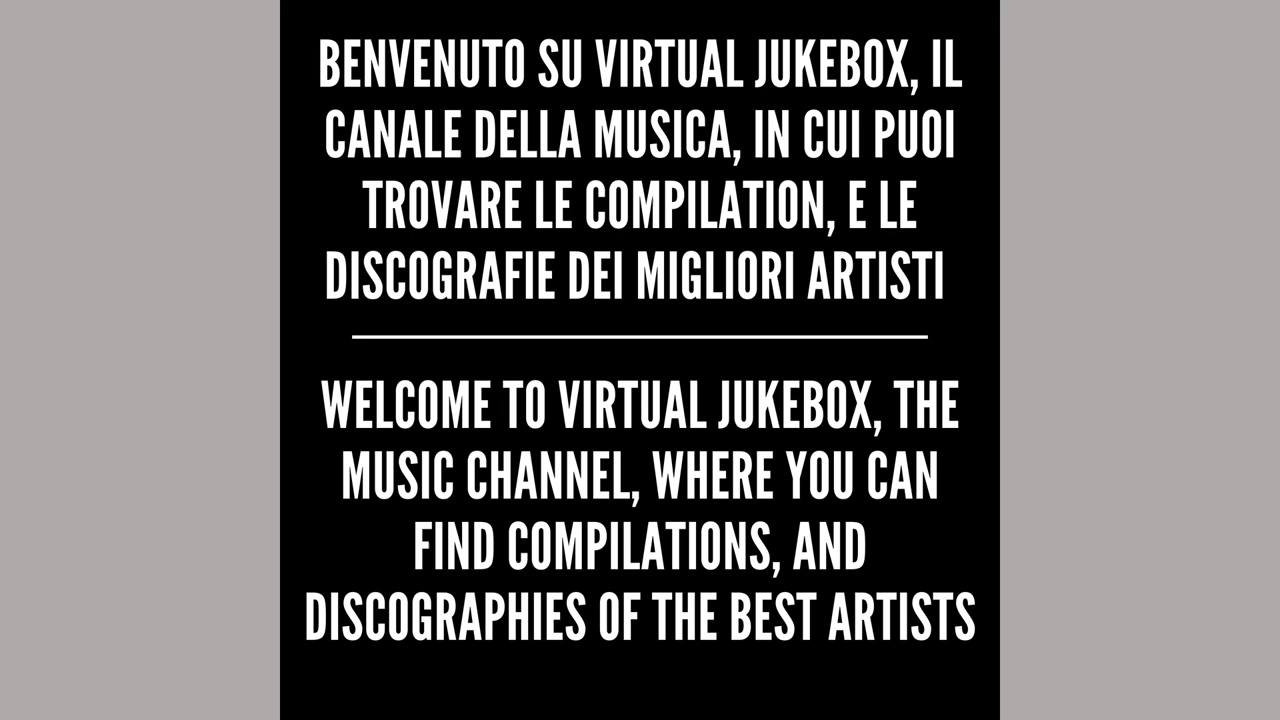 BENVENUTO SU VIRTUAL JUKEBOX, IL
CANALE DELLA MUSICA, IN CUI PUOI
TROVARE LE COMPILATION, E LE
DISCOGRAFIE DEI MIGLIORI ARTISTI
WELCOME TO VIRTUAL JUKEBOX, THE
MUSIC CHANNEL, WHERE YOU CAN
FIND COMPILATIONS, AND
DISCOGRAPHIES OF THE BEST ARTISTS